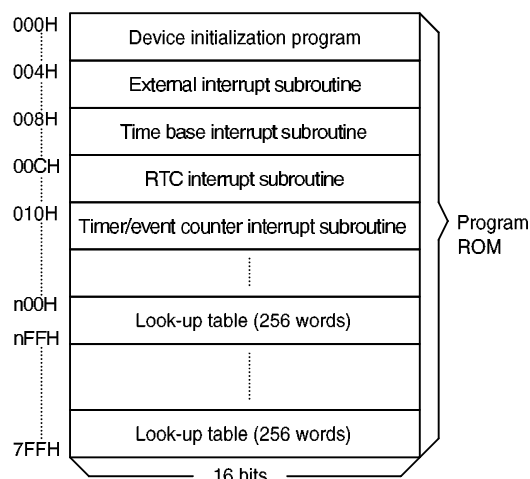 000H
Device initialization program
004H
External interrupt subroutine
008H
Time base interrupt subroutine
00CH
RTC interrupt subroutine
010H
Timer/event counter interrupt subroutine
Program
ROM
n00H
Look-up table (256 words)
nFFH
Look-up table (256 words)
7FFH
16 bits